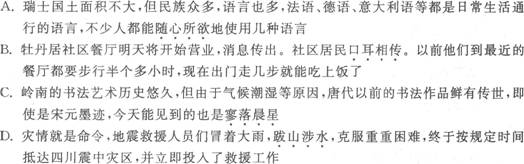 A. 瑞士国土面积不大,但民族众多,语言也多,法语、德语、意大利语等都是日常生活通
行的语言,不少人都能随心所欲地使用几种语言
B. 牡丹居社区餐厅明天将开始营业,消息传出。社区居民口耳相传。以前他们到最近的
餐厅都要步行半个多小时,现在出门走几步就能吃上饭了
C. 岭南的书法艺术历史悠久,但由于气候潮湿等原因,唐代以前的书法作品鲜有传世,即
使是宋元墨迹,今天能见到的也是寥落晨星
D. 灾情就是命令,地震救援人员们冒着大雨,跋山涉水,克服重重困难,终于按规定时间
抵达四川震中灾区,并立即投入了救援工作